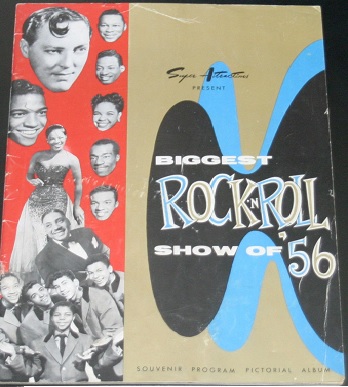 Super Attractions
PRESENT
BIGGEST
ROCK 'N ROLL
SHOW OF '56
SOUVENIR PROGRAM PICTORIAL ALBUM